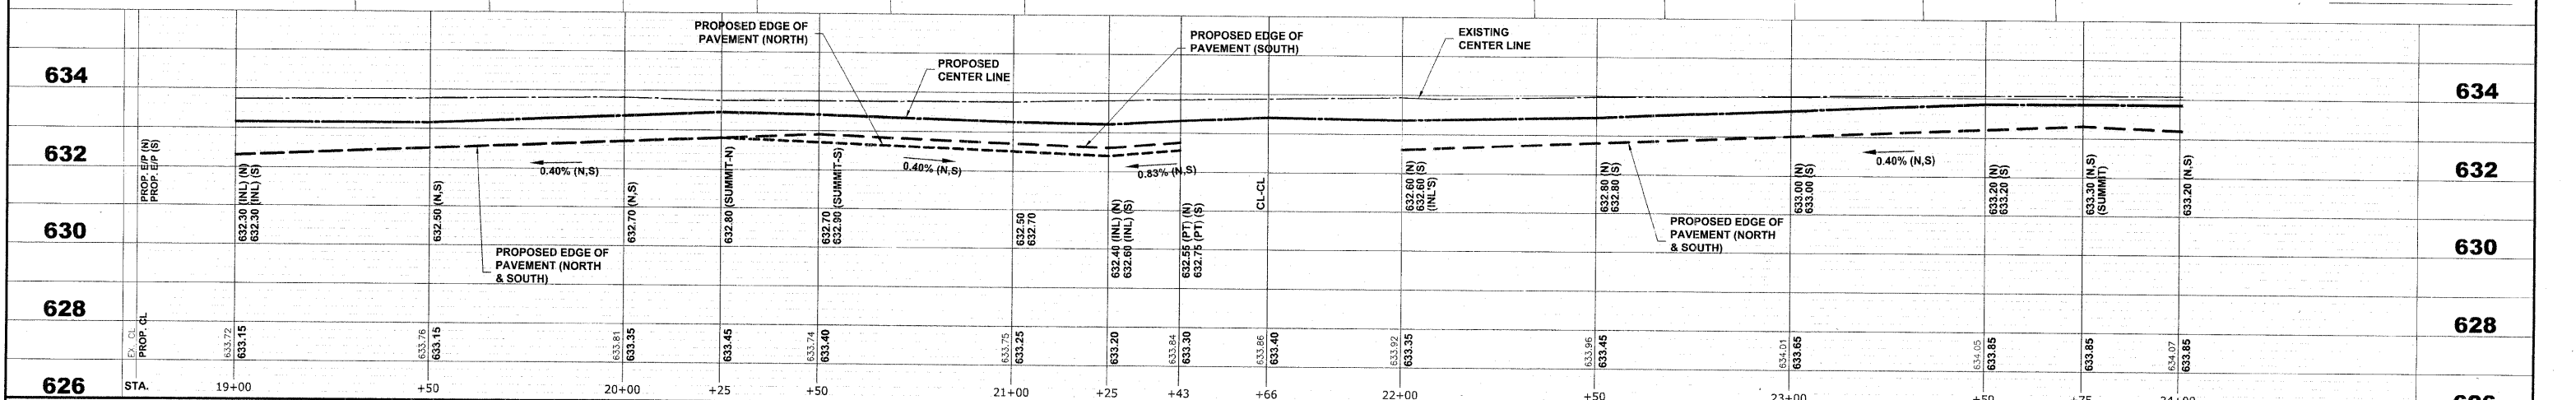 PROPOSED EDGE OF
PAVEMENT (NORTH)
PROPOSED
CENTER LINE
PROPOSED EDGE OF
PAVEMENT (SOUTH)
EXISTING
CENTER LINE
634
634
632
632
630
630
628
628
626
PROP. E/P (N)
PROP. E/P (S)
632.30 (INL) (N)
632.30 (INL) (S)
632.50 (N,S)
0.40% (N,S)
632.70 (N,S)
632.80 (SUMMIT-N)
632.70
632.90 (SUMMIT-S)
0.40% (N,S)
632.50
632.70
632.40 (INL) (N)
632.60 (INL) (S)
0.83% (N,S)
632.55 (PT) (N)
632.75 (PT) (S)
CL-CL
632.60 (N)
632.60 (S)
(INL'S)
632.80 (N)
632.80 (S)
633.00 (N)
633.00 (S)
0.40% (N,S)
633.20 (N)
633.20 (S)
633.30 (N,S)
(SUMMIT)
633.20 (N,S)
PROPOSED EDGE OF
PAVEMENT (NORTH
& SOUTH)
PROPOSED EDGE OF
PAVEMENT (NORTH
& SOUTH)
EX. CL
PROP. CL
633.72
633.15
633.76
633.15
633.81
633.35
633.45
633.74
633.40
633.75
633.25
633.20
633.84
633.30
633.86
633.40
633.92
633.35
633.96
633.45
634.01
633.65
634.05
633.85
633.85
634.07
633.85
STA.
19+00
+50
20+00
+25
+50
21+00
+25
+43
+66
22+00
+50
23+00
+50
+75
24+00